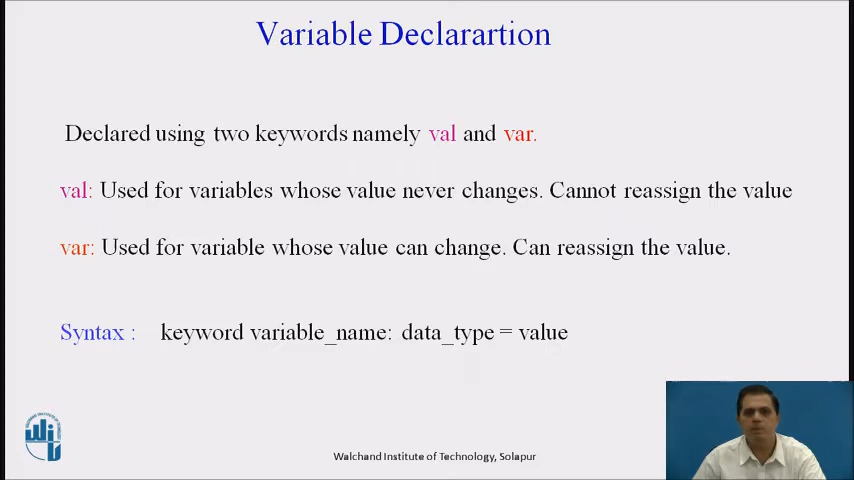 Variable Declarartion
Declared using two keywords namely val and var.
val: Used for variables whose value never changes. Cannot reassign the value
var: Used for variable whose value can change. Can reassign the value.
Syntax : keyword variable_name: data_type = value
Walchand Institute of Technology, Solapur